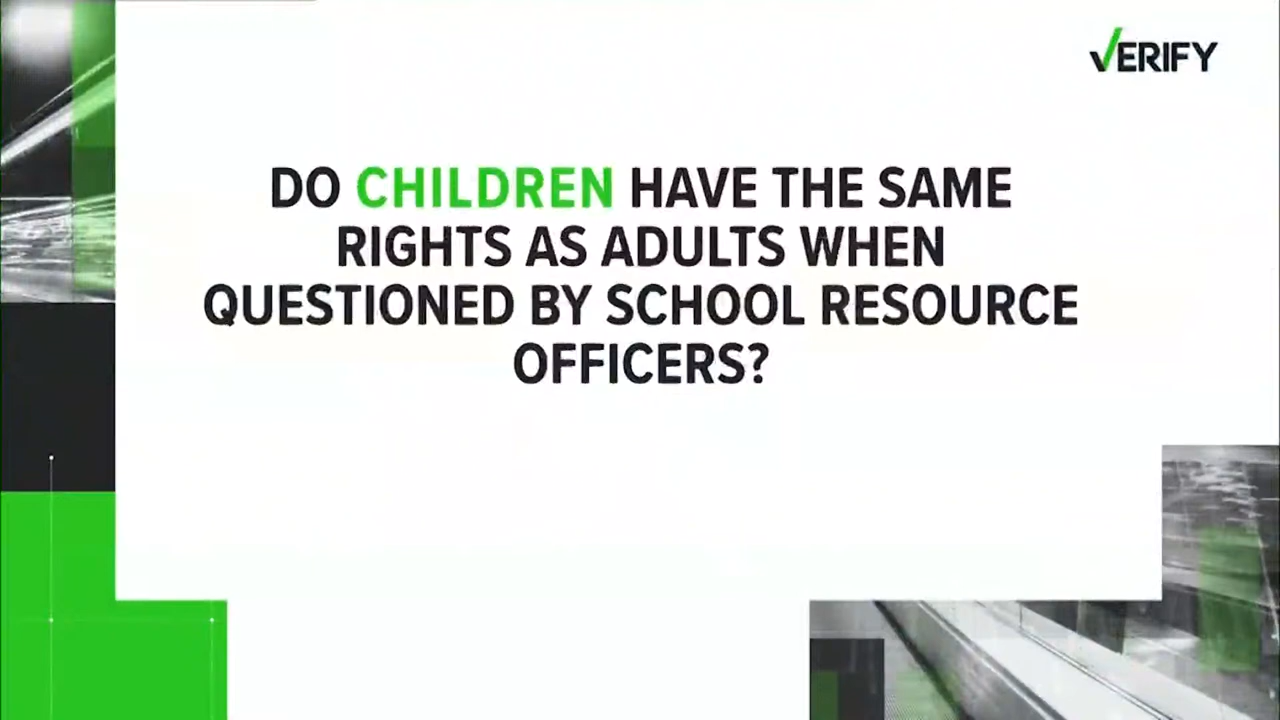 VERIFY
DO CHILDREN HAVE THE SAME
RIGHTS AS ADULTS WHEN
QUESTIONED BY SCHOOL RESOURCE
OFFICERS?